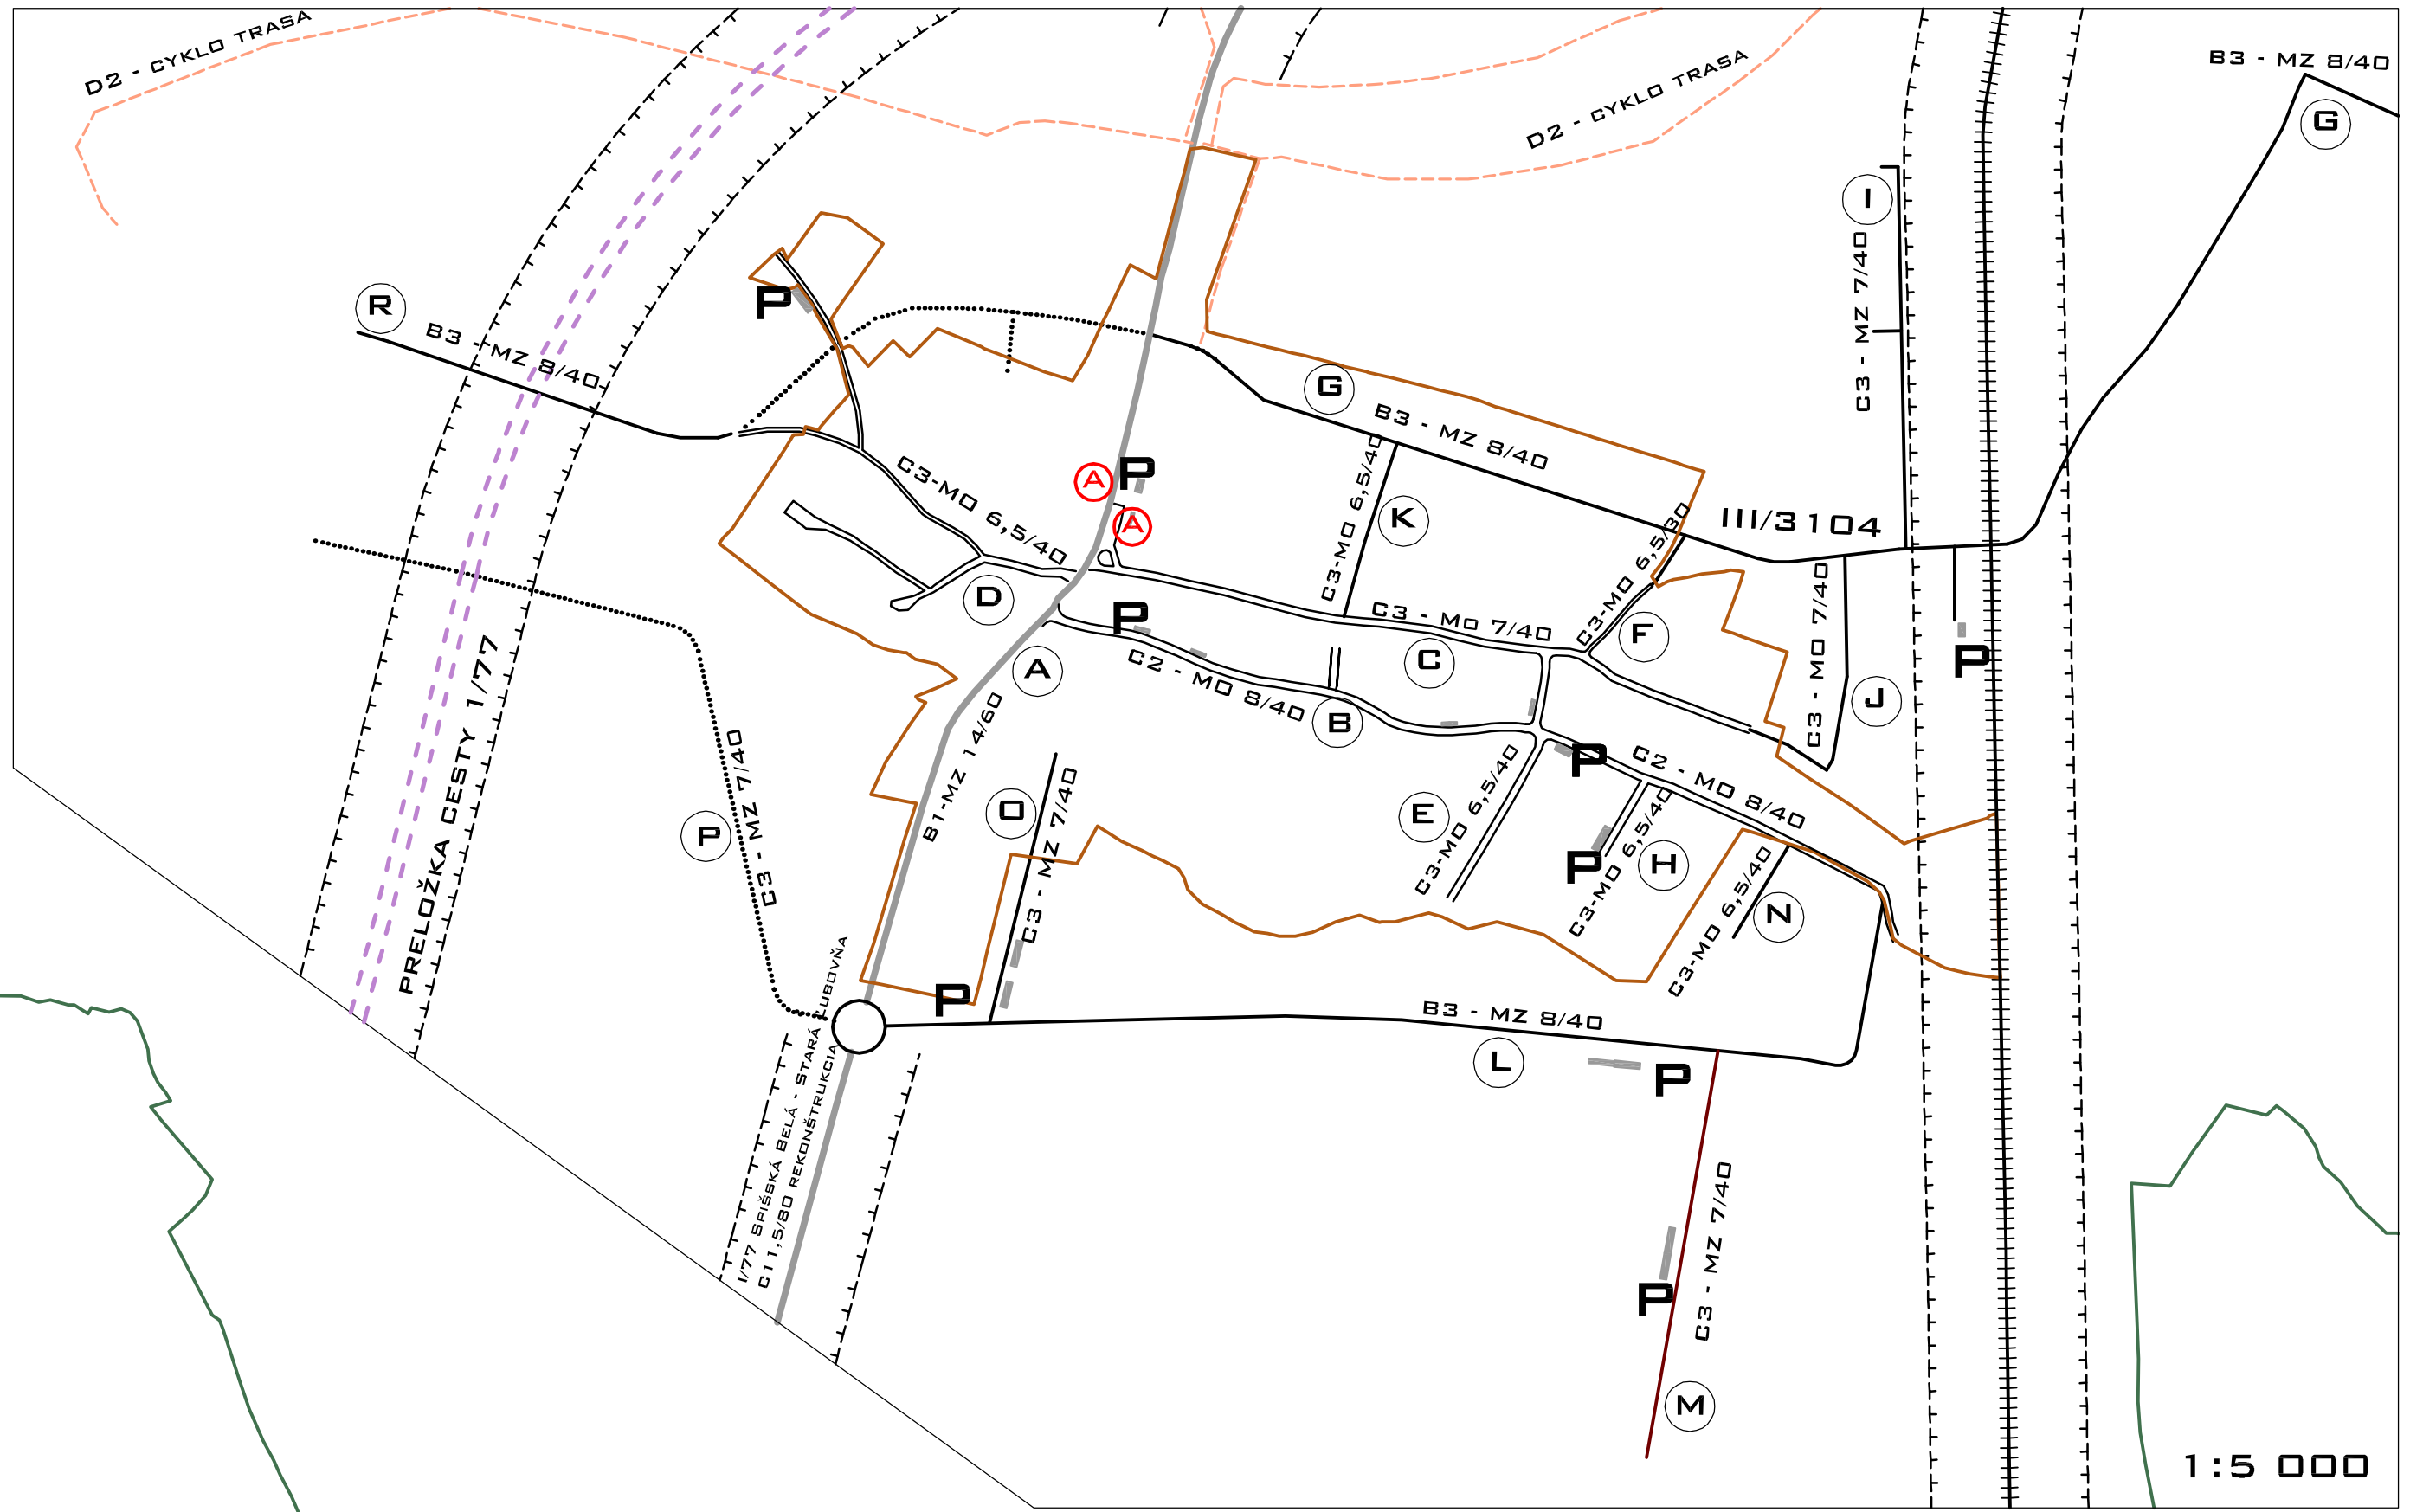 D2 - CYKLO TRASA
D2 - CYKLO TRASA
B3 - MZ 8/40
G
I
C3 - MZ 7/40
R
B3 - MZ 8/40
P
G
B3 - MZ 8/40
C3-MO 6,5/40
A
P
A
C3-MO 6,5/40
K
C3-MO 6,5/30
III/3104
D
P
C3 - MO 7/40
F
C
C3 - MO 7/40
J
P
A
C2 - MO 8/40
B
PRELOŽKA CESTY 1/77
C3 - MZ 7/40
P
B1-MZ 14/60
O
C3 - MZ 7/40
E
C3-MO 6,5/40
P
C2 - MO 8/40
P
C3-MO 6,5/40
H
C3-MO 6,5/40
N
P
B3 - MZ 8/40
L
P
I/77 SPIŠSKÁ BELÁ - STARÁ ĽUBOVŇA
C11,5/80 REKONŠTRUKCIA
C3 - MZ 7/40
P
M
1:5 000